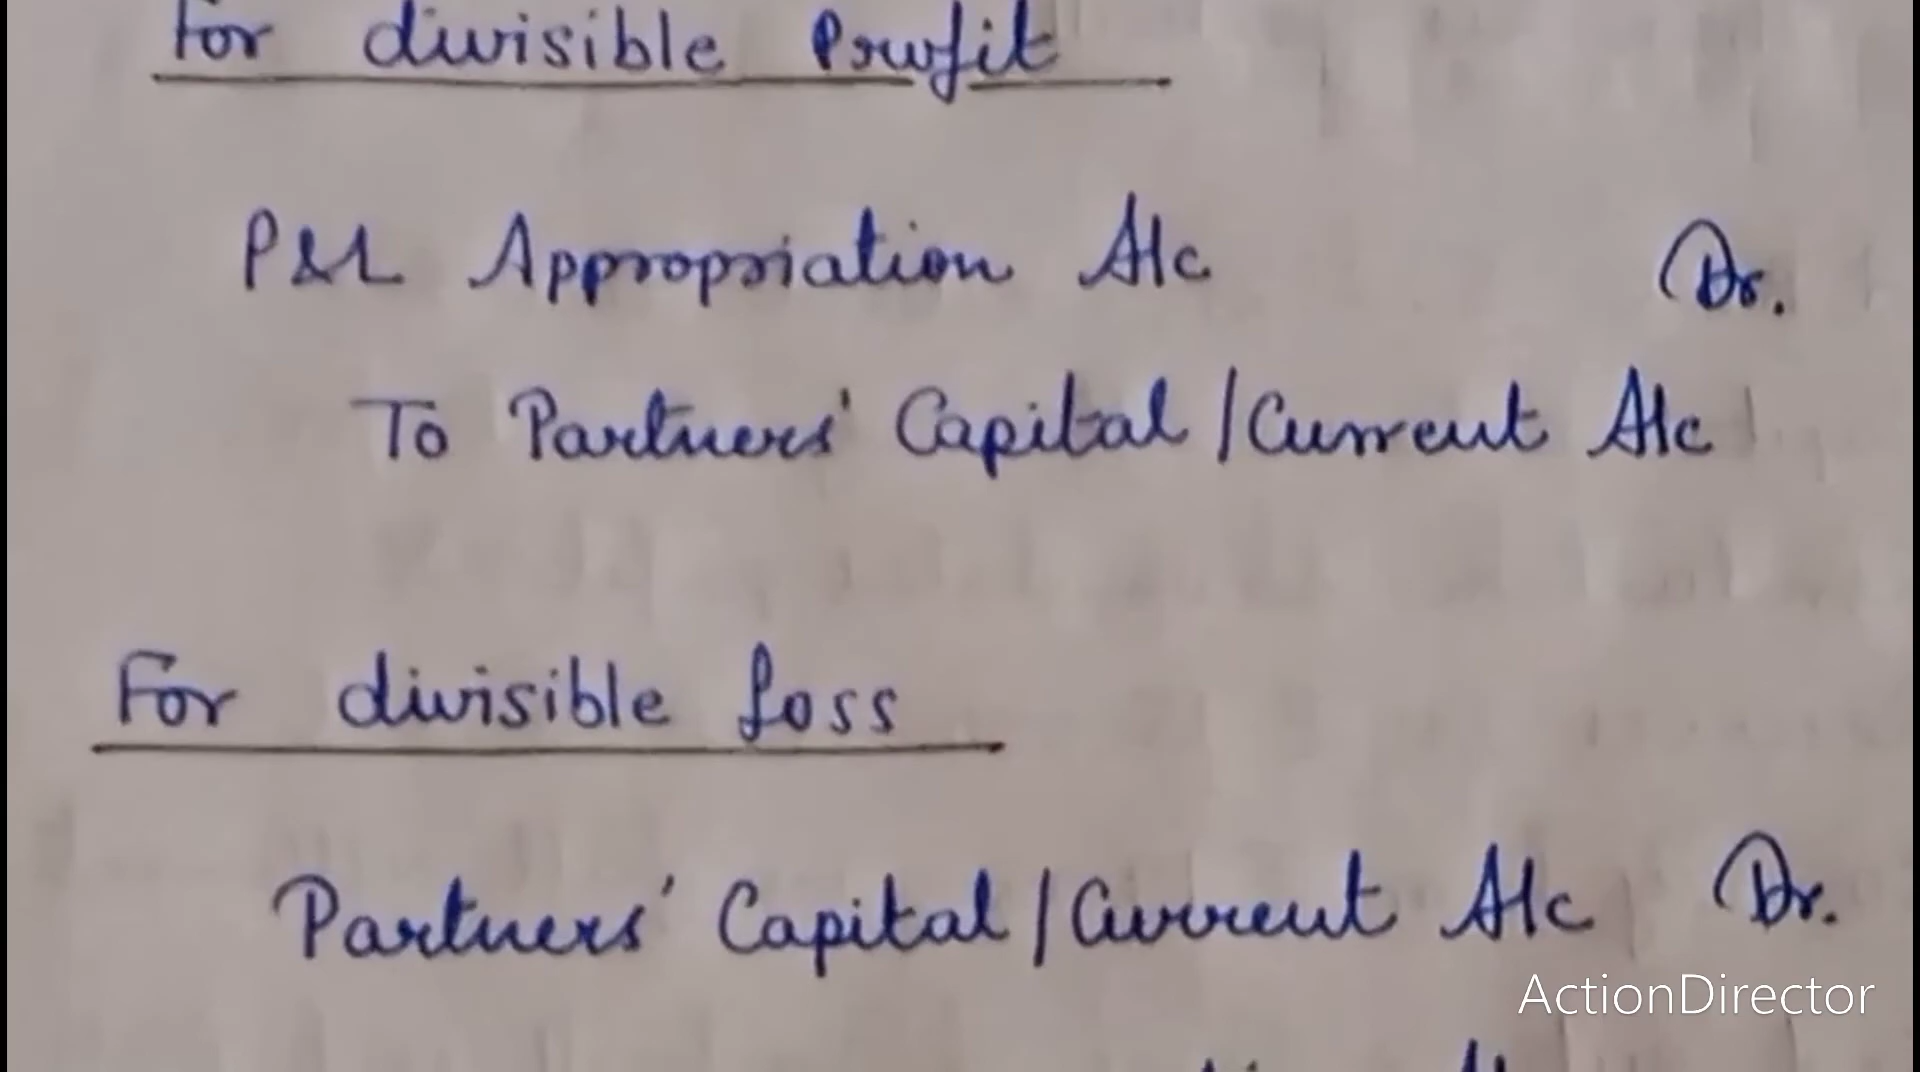 For divisible Profit
P&L Appropriation A/c Dr.
To Partners' Capital / Current A/c
For divisible Loss
Partners' Capital / Current A/c Dr.
ActionDirector